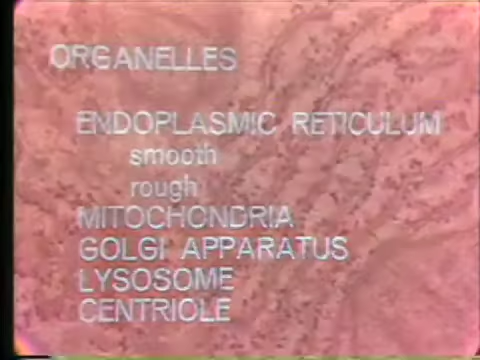 ORGANELLES
ENDOPLASMIC RETICULUM
smooth
rough
MITOCHONDRIA
GOLGI APPARATUS
LYSOSOME
CENTRIOLE